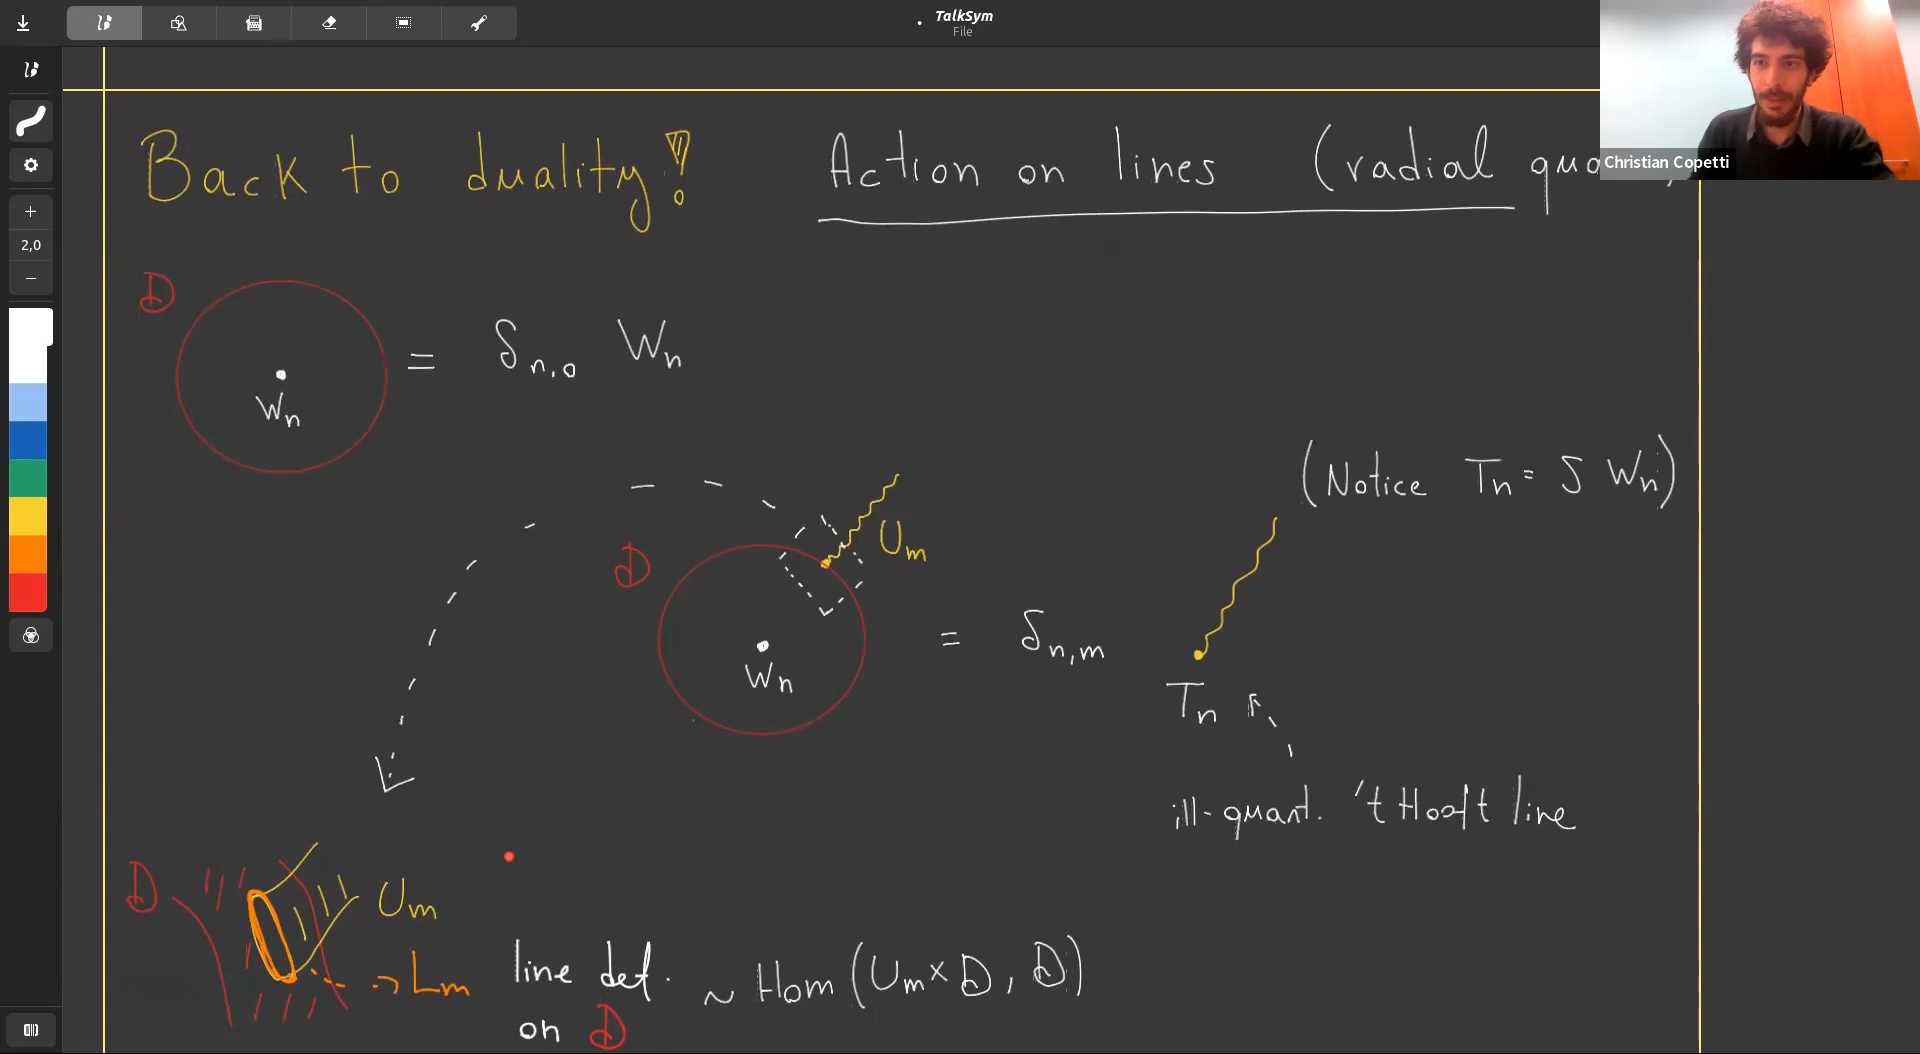 TalkSym
File
Christian Copetti
2,0
Back to duality! Action on lines (radial
D
Wn = δn,0 Wn
(Notice Tn = S Wn)
D Um
Wn = δn,m Tn
ill-quant. 't Hooft line
D Um
Lm line def. ~ Hom (Um × D, D)
on D